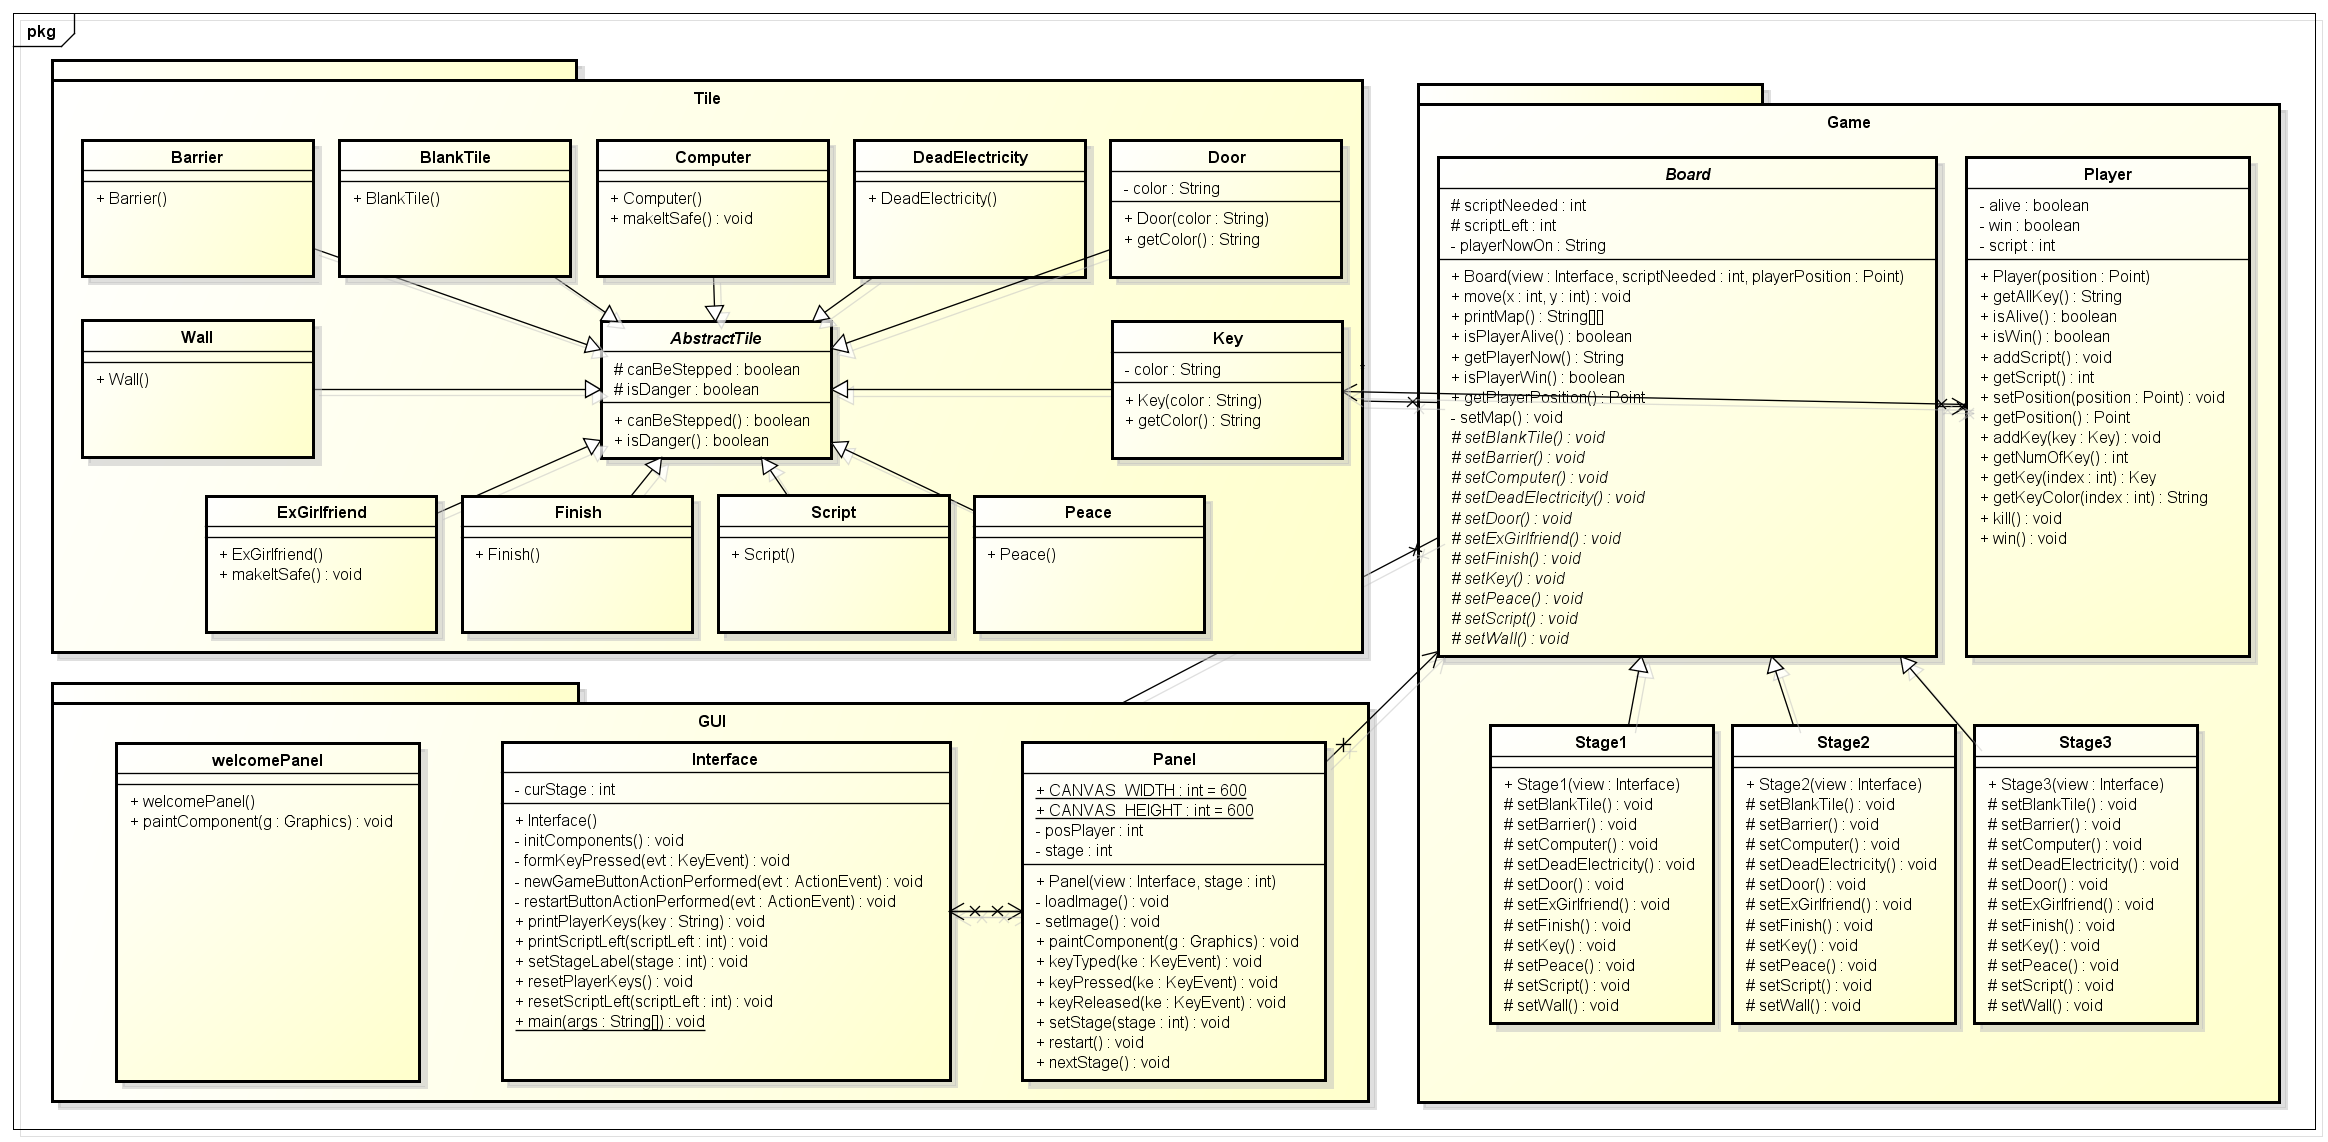 pkg
Tile
Barrier
+ Barrier()
BlankTile
+ BlankTile()
Computer
+ Computer()
+ makeItSafe() : void
DeadElectricity
+ DeadElectricity()
Door
- color : String
+ Door(color : String)
+ getColor() : String
Wall
+ Wall()
AbstractTile
# canBeStepped : boolean
# isDanger : boolean
+ canBeStepped() : boolean
+ isDanger() : boolean
Key
- color : String
+ Key(color : String)
+ getColor() : String
ExGirlfriend
+ ExGirlfriend()
+ makeItSafe() : void
Finish
+ Finish()
Script
+ Script()
Peace
+ Peace()
Game
Board
# scriptNeeded : int
# scriptLeft : int
- playerNowOn : String
+ Board(view : Interface, scriptNeeded : int, playerPosition : Point)
+ move(x : int, y : int) : void
+ printMap() : String[][]
+ isPlayerAlive() : boolean
+ getPlayerNow() : String
+ isPlayerWin() : boolean
+ getPlayerPosition() : Point
- setMap() : void
# setBlankTile() : void
# setBarrier() : void
# setComputer() : void
# setDeadElectricity() : void
# setDoor() : void
# setExGirlfriend() : void
# setFinish() : void
# setKey() : void
# setPeace() : void
# setScript() : void
# setWall() : void
Player
- alive : boolean
- win : boolean
- script : int
+ Player(position : Point)
+ getAllKey() : String
+ isAlive() : boolean
+ isWin() : boolean
+ addScript() : void
+ getScript() : int
+ setPosition(position : Point) : void
+ getPosition() : Point
+ addKey(key : Key) : void
+ getNumOfKey() : int
+ getKey(index : int) : Key
+ getKeyColor(index : int) : String
+ kill() : void
+ win() : void
GUI
welcomePanel
+ welcomePanel()
+ paintComponent(g : Graphics) : void
Interface
- curStage : int
+ Interface()
- initComponents() : void
- formKeyPressed(evt : KeyEvent) : void
- newGameButtonActionPerformed(evt : ActionEvent) : void
- restartButtonActionPerformed(evt : ActionEvent) : void
+ printPlayerKeys(key : String) : void
+ printScriptLeft(scriptLeft : int) : void
+ setStageLabel(stage : int) : void
+ resetPlayerKeys() : void
+ resetScriptLeft(scriptLeft : int) : void
+ main(args : String[]) : void
Panel
+ CANVAS_WIDTH : int = 600
+ CANVAS_HEIGHT : int = 600
- posPlayer : int
- stage : int
+ Panel(view : Interface, stage : int)
- loadImage() : void
- setImage() : void
+ paintComponent(g : Graphics) : void
+ keyTyped(ke : KeyEvent) : void
+ keyPressed(ke : KeyEvent) : void
+ keyReleased(ke : KeyEvent) : void
+ setStage(stage : int) : void
+ restart() : void
+ nextStage() : void
Stage1
+ Stage1(view : Interface)
# setBlankTile() : void
# setBarrier() : void
# setComputer() : void
# setDeadElectricity() : void
# setDoor() : void
# setExGirlfriend() : void
# setFinish() : void
# setKey() : void
# setPeace() : void
# setScript() : void
# setWall() : void
Stage2
+ Stage2(view : Interface)
# setBlankTile() : void
# setBarrier() : void
# setComputer() : void
# setDeadElectricity() : void
# setDoor() : void
# setExGirlfriend() : void
# setFinish() : void
# setKey() : void
# setPeace() : void
# setScript() : void
# setWall() : void
Stage3
+ Stage3(view : Interface)
# setBlankTile() : void
# setBarrier() : void
# setComputer() : void
# setDeadElectricity() : void
# setDoor() : void
# setExGirlfriend() : void
# setFinish() : void
# setKey() : void
# setPeace() : void
# setScript() : void
# setWall() : void